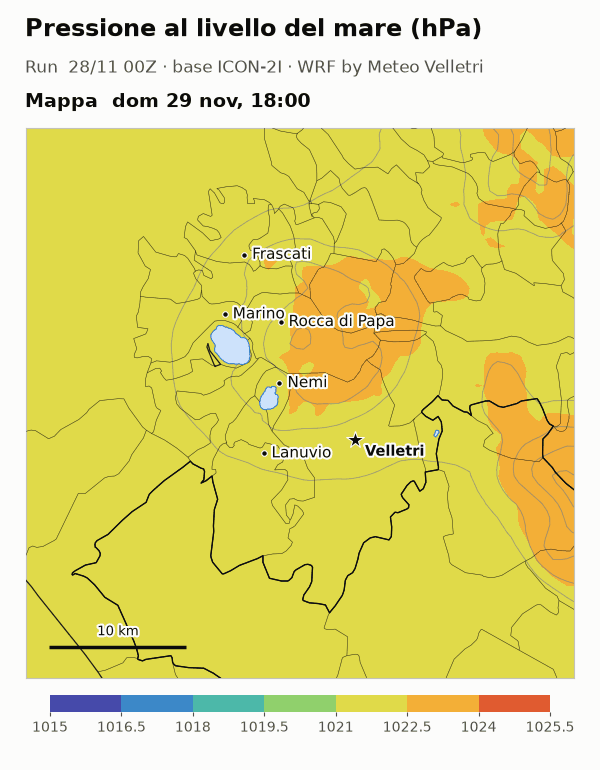 Pressione al livello del mare (hPa)
Run  28/11 00Z · base ICON-2I · WRF by Meteo Velletri
Mappa  dom 29 nov, 18:00
Frascati
Marino
Rocca di Papa
Nemi
Velletri
Lanuvio
10 km
1015 1016.5 1018 1019.5 1021 1022.5 1024 1025.5